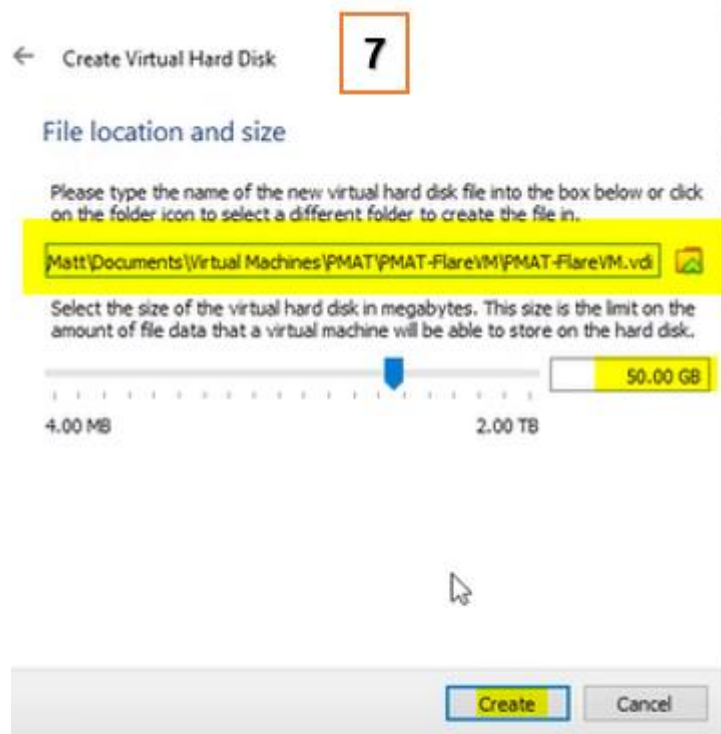 Create Virtual Hard Disk
7
File location and size
Please type the name of the new virtual hard disk file into the box below or click
on the folder icon to select a different folder to create the file in.
Matt\Documents\Virtual Machines\PMAT\PMAT-FlareVM\PMAT-FlareVM.vdi
Select the size of the virtual hard disk in megabytes. This size is the limit on the
amount of file data that a virtual machine will be able to store on the hard disk.
50.00 GB
4.00 MB 2.00 TB
Create Cancel